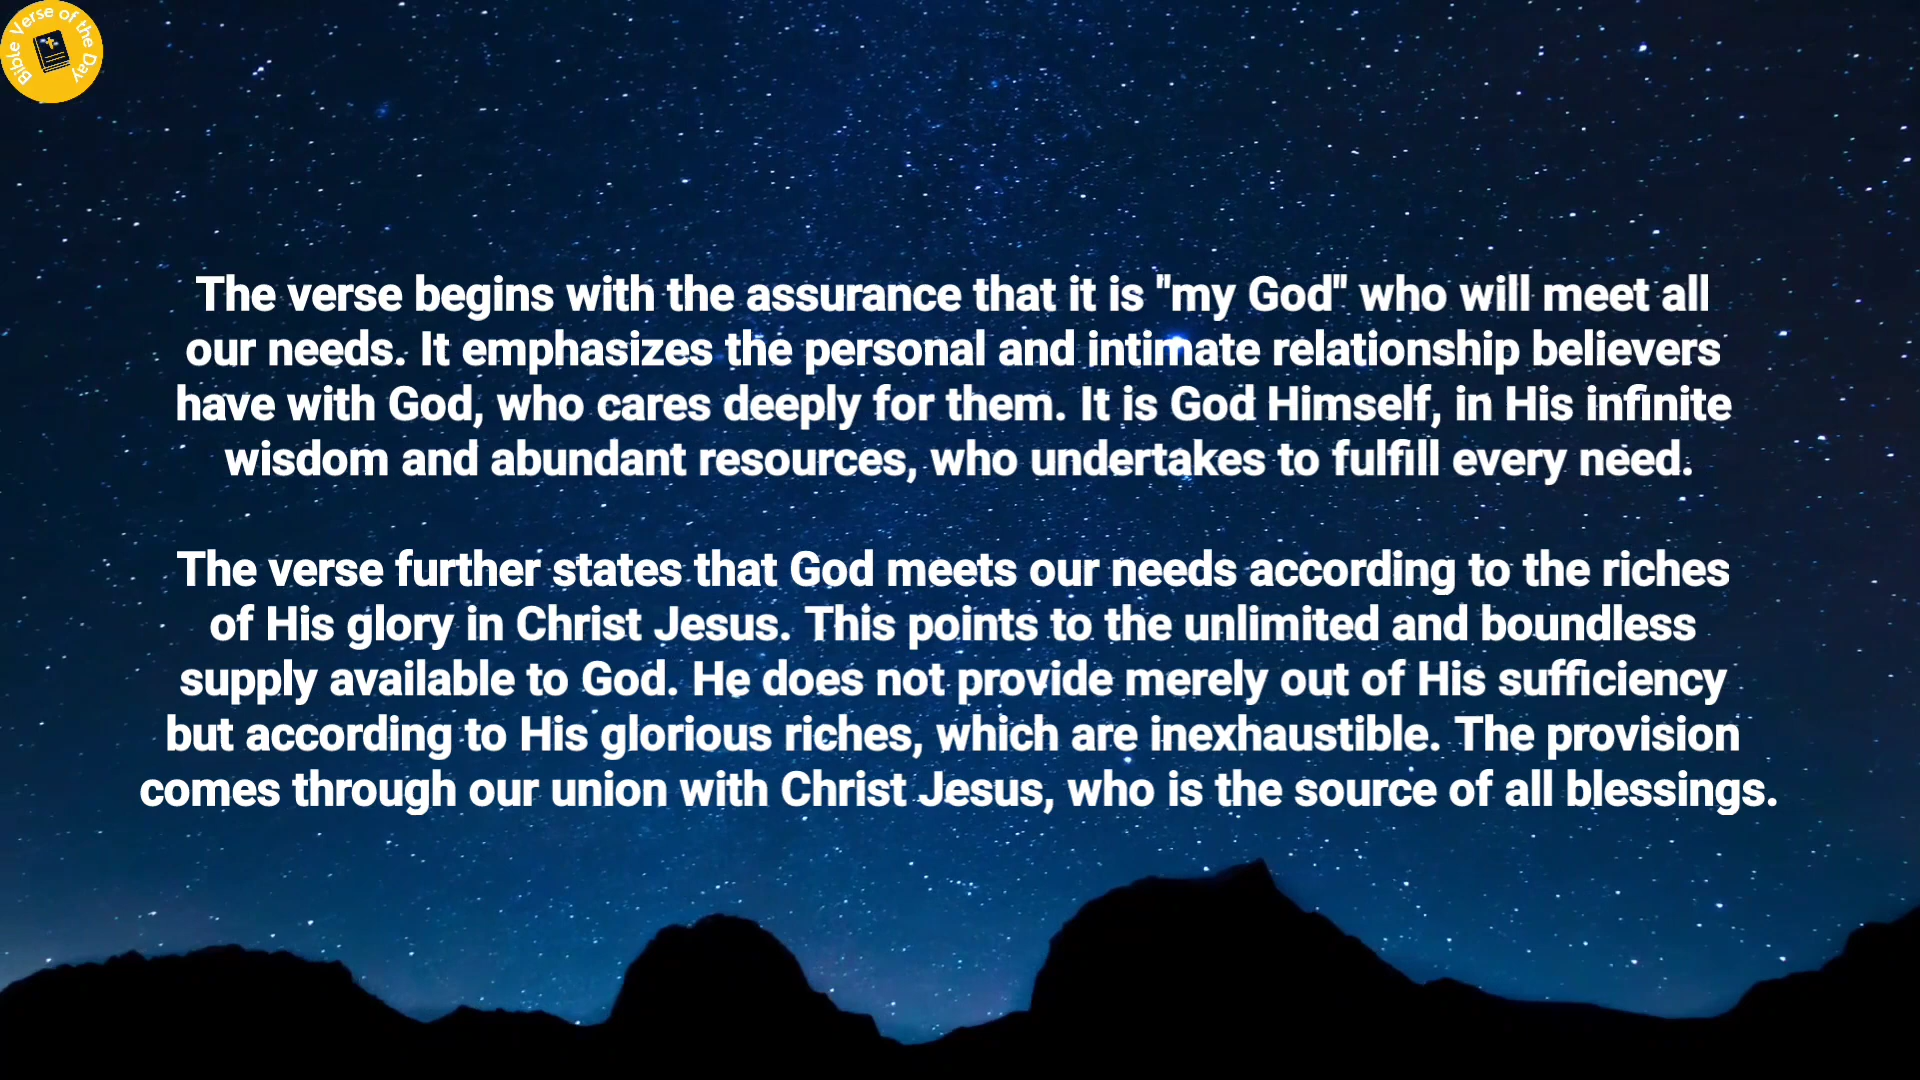 Bible Verse of the Day
The verse begins with the assurance that it is "my God" who will meet all
our needs. It emphasizes the personal and intimate relationship believers
have with God, who cares deeply for them. It is God Himself, in His infinite
wisdom and abundant resources, who undertakes to fulfill every need.
The verse further states that God meets our needs according to the riches
of His glory in Christ Jesus. This points to the unlimited and boundless
supply available to God. He does not provide merely out of His sufficiency
but according to His glorious riches, which are inexhaustible. The provision
comes through our union with Christ Jesus, who is the source of all blessings.